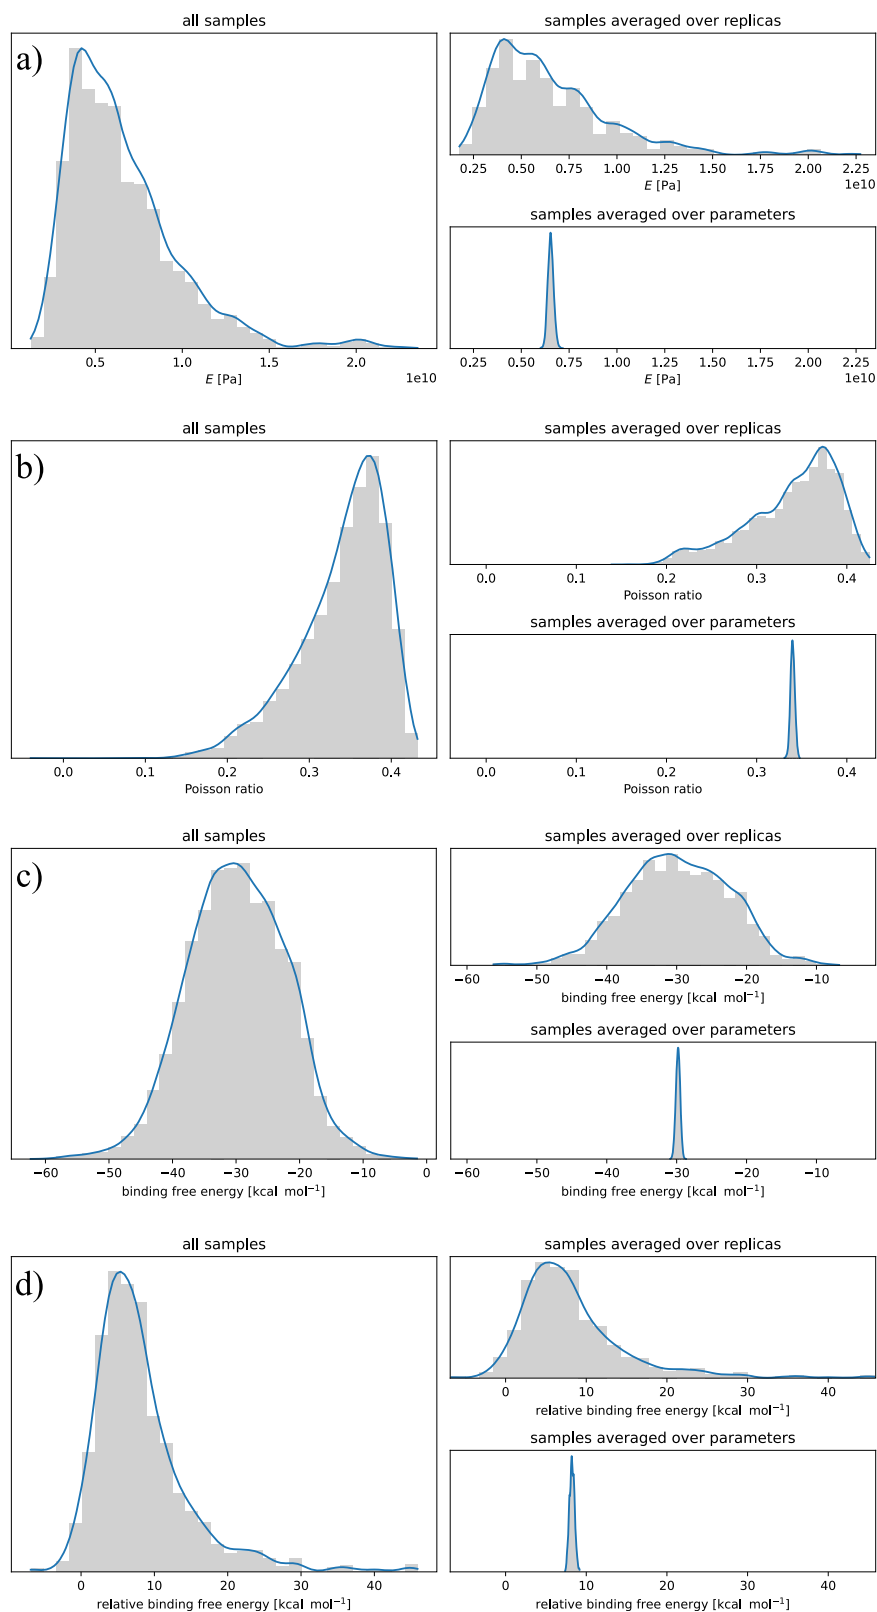 all samples
a)
0.5 1.0 1.5 2.0
E [Pa] 1e10
samples averaged over replicas
0.25 0.50 0.75 1.00 1.25 1.50 1.75 2.00 2.25
E [Pa] 1e10
samples averaged over parameters
0.25 0.50 0.75 1.00 1.25 1.50 1.75 2.00 2.25
E [Pa] 1e10
all samples
b)
0.0 0.1 0.2 0.3 0.4
Poisson ratio
samples averaged over replicas
0.0 0.1 0.2 0.3 0.4
Poisson ratio
samples averaged over parameters
0.0 0.1 0.2 0.3 0.4
Poisson ratio
all samples
c)
−60 −50 −40 −30 −20 −10 0
binding free energy [kcal mol⁻¹]
samples averaged over replicas
−60 −50 −40 −30 −20 −10
binding free energy [kcal mol⁻¹]
samples averaged over parameters
−60 −50 −40 −30 −20 −10
binding free energy [kcal mol⁻¹]
all samples
d)
0 10 20 30 40
relative binding free energy [kcal mol⁻¹]
samples averaged over replicas
0 10 20 30 40
relative binding free energy [kcal mol⁻¹]
samples averaged over parameters
0 10 20 30 40
relative binding free energy [kcal mol⁻¹]